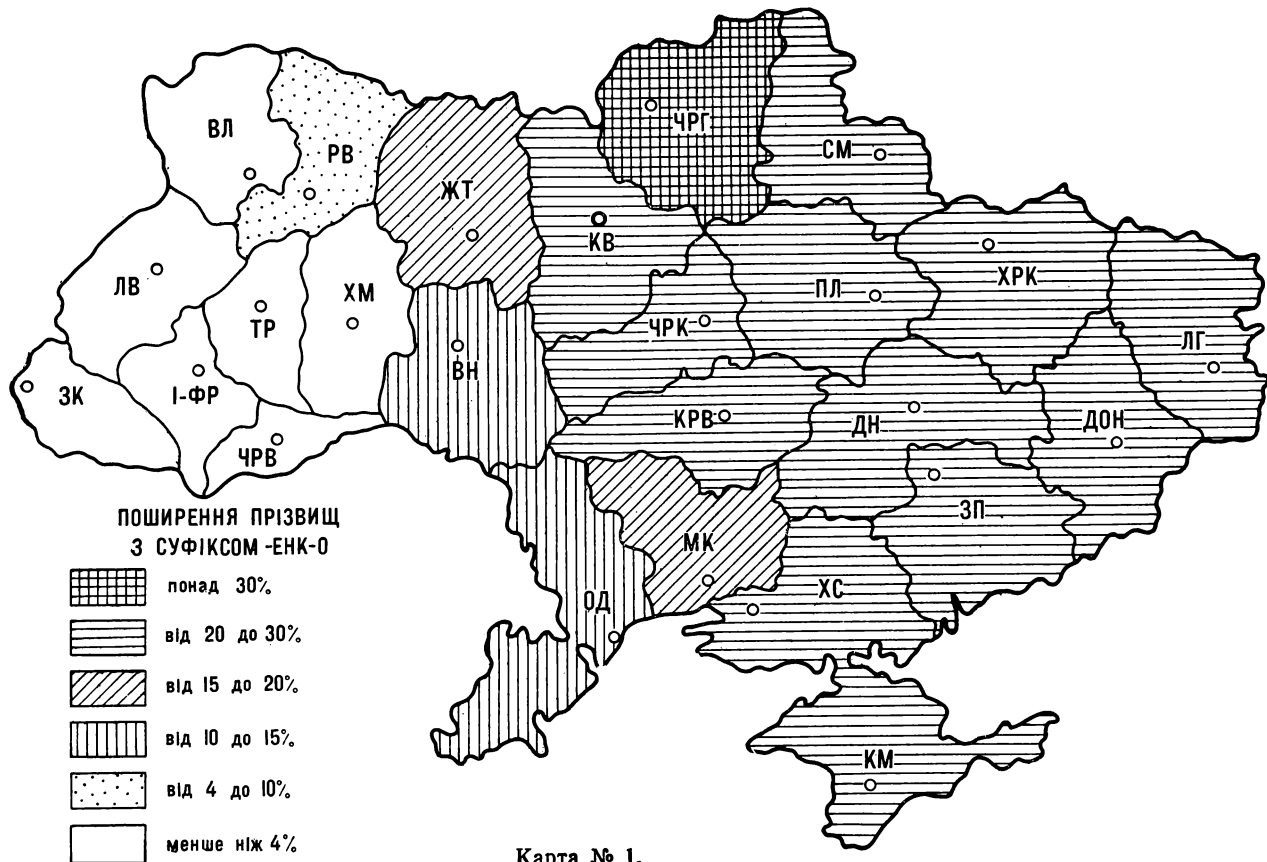 ВЛ
РВ
ЖТ
ЧРГ
СМ
КВ
ЛВ
ТР
ХМ
ЧРК
ПЛ
ХРК
ЛГ
ЗК
І-ФР
ВН
ЧРВ
КРВ
ДН
ДОН
ЗП
МК
ОД
ХС
КМ
ПОШИРЕННЯ ПРІЗВИЩ
З СУФІКСОМ -ЕНК-О
понад 30%
від 20 до 30%
від 15 до 20%
від 10 до 15%
від 4 до 10%
менше ніж 4%
Карта № 1.